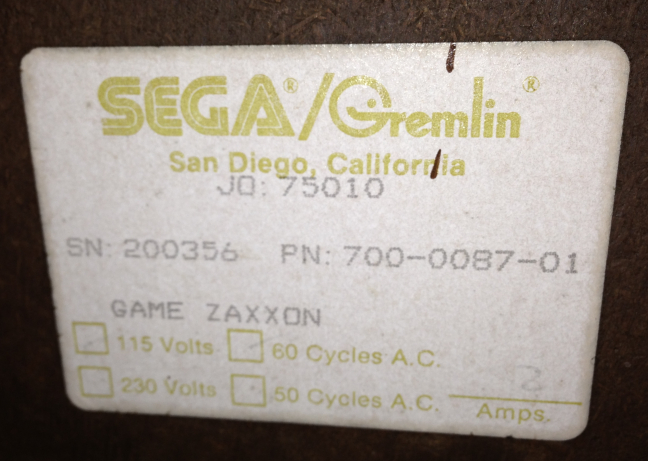 SEGA®/Gremlin®
San Diego, California
JO: 75010
SN: 200356 PN: 700-0087-01
GAME ZAXXON
115 Volts 60 Cycles A.C.
230 Volts 50 Cycles A.C. Amps.